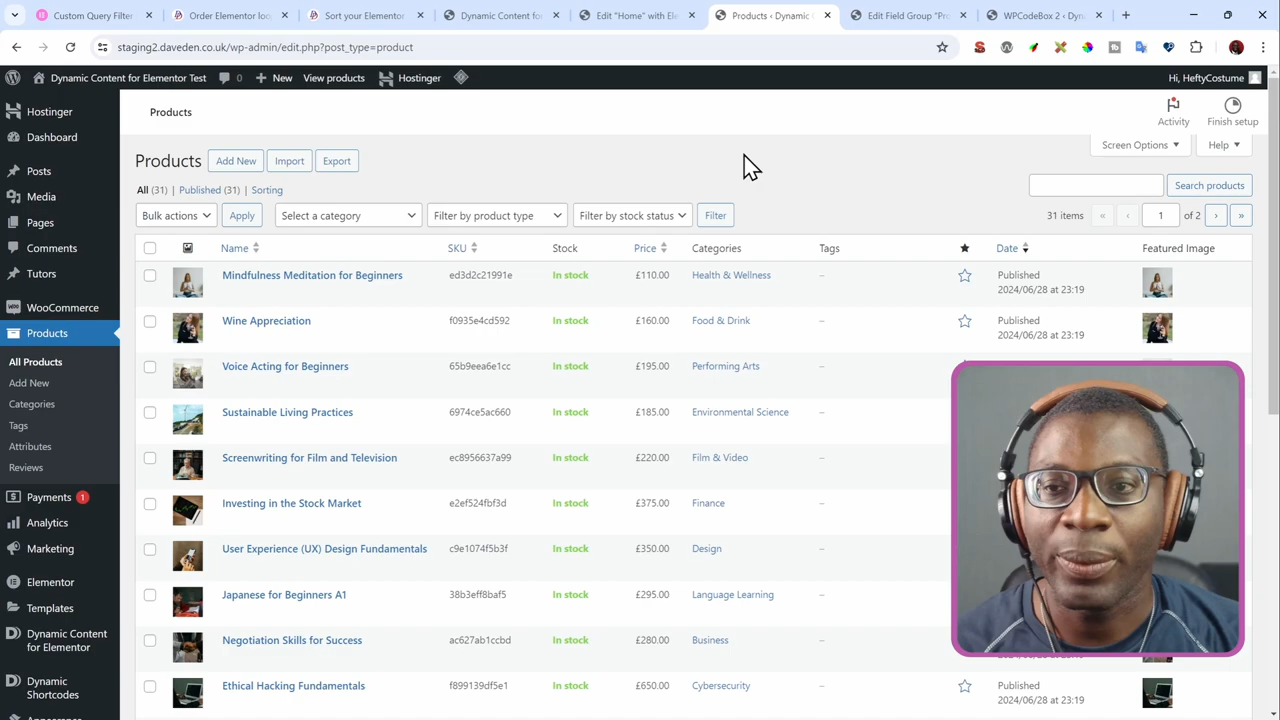 Custom Query Filter
Order Elementor loo
Sort your Elementor
Dynamic Content for
Edit "Home" with Ele
Products ‹ Dynamic C
Edit Field Group "Pro
WPCodeBox 2 ‹ Dyn
staging2.daveden.co.uk/wp-admin/edit.php?post_type=product
Dynamic Content for Elementor Test
0
New
View products
Hostinger
Hi, HeftyCostume
Hostinger
Dashboard
Posts
Media
Pages
Comments
Tutors
WooCommerce
Products
All Products
Add New
Categories
Tags
Attributes
Reviews
Payments 1
Analytics
Marketing
Elementor
Templates
Dynamic Content
for Elementor
Dynamic
Shortcodes
Products
Activity
Finish setup
Screen Options
Help
Products
Add New
Import
Export
All (31) | Published (31) | Sorting
Search products
Bulk actions
Apply
Select a category
Filter by product type
Filter by stock status
Filter
31 items « ‹ 1 of 2 › »
Name SKU Stock Price Categories Tags Date Featured Image
Mindfulness Meditation for Beginners ed3d2c21991e In stock £110.00 Health & Wellness – Published
2024/06/28 at 23:19
Wine Appreciation f0935e4cd592 In stock £160.00 Food & Drink – Published
2024/06/28 at 23:19
Voice Acting for Beginners 65b9eea6e1cc In stock £195.00 Performing Arts –
Sustainable Living Practices 6974ce5ac660 In stock £185.00 Environmental Science –
Screenwriting for Film and Television ec8956637a99 In stock £220.00 Film & Video –
Investing in the Stock Market e2ef524fbf3d In stock £375.00 Finance –
User Experience (UX) Design Fundamentals c9e1074f5b3f In stock £350.00 Design –
Japanese for Beginners A1 38b3eff8baf5 In stock £295.00 Language Learning –
Negotiation Skills for Success ac627ab1ccbd In stock £280.00 Business –
Ethical Hacking Fundamentals f895139df5e1 In stock £650.00 Cybersecurity – Published
2024/06/28 at 23:19